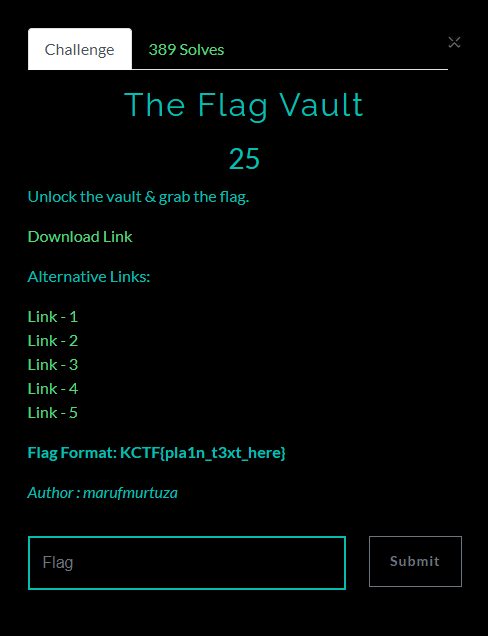 Challenge
389 Solves
The Flag Vault
25
Unlock the vault & grab the flag.
Download Link
Alternative Links:
Link - 1
Link - 2
Link - 3
Link - 4
Link - 5
Flag Format: KCTF{pla1n_t3xt_here}
Author : marufmurtuza
Flag
Submit